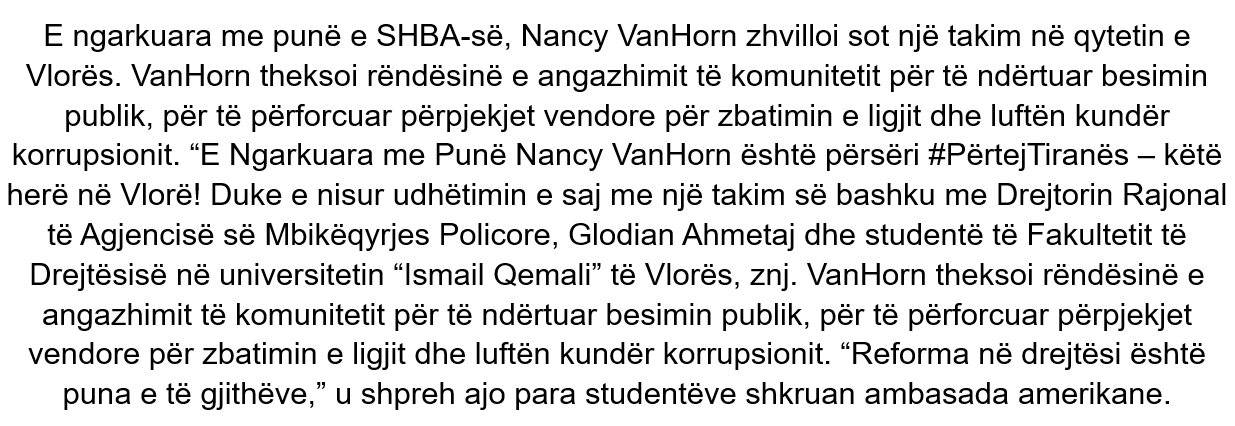 E ngarkuara me punë e SHBA-së, Nancy VanHorn zhvilloi sot një takim në qytetin e
Vlorës. VanHorn theksoi rëndësinë e angazhimit të komunitetit për të ndërtuar besimin
publik, për të përforcuar përpjekjet vendore për zbatimin e ligjit dhe luftën kundër
korrupsionit. “E Ngarkuara me Punë Nancy VanHorn është përsëri #PërtejTiranës – këtë
herë në Vlorë! Duke e nisur udhëtimin e saj me një takim së bashku me Drejtorin Rajonal
të Agjencisë së Mbikëqyrjes Policore, Glodian Ahmetaj dhe studentë të Fakultetit të
Drejtësisë në universitetin “Ismail Qemali” të Vlorës, znj. VanHorn theksoi rëndësinë e
angazhimit të komunitetit për të ndërtuar besimin publik, për të përforcuar përpjekjet
vendore për zbatimin e ligjit dhe luftën kundër korrupsionit. “Reforma në drejtësi është
puna e të gjithëve,” u shpreh ajo para studentëve shkruan ambasada amerikane.